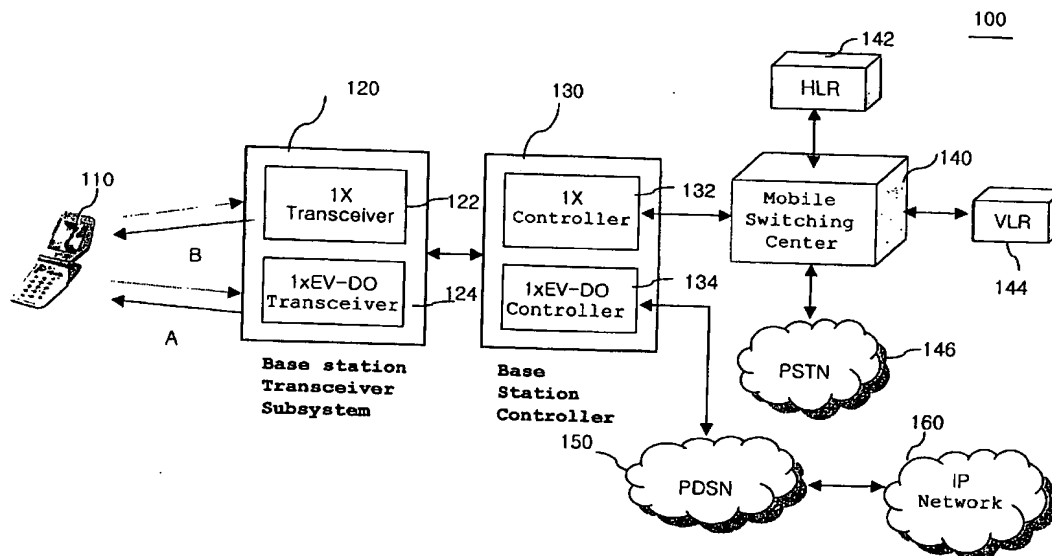 100
142
HLR
120
130
140
110
1X
Transceiver
122
1X
Controller
132
Mobile
Switching
Center
VLR
144
B
1xEV-DO
Transceiver
124
1xEV-DO
Controller
134
A
Base station
Transceiver
Subsystem
Base
Station
Controller
PSTN
146
150
PDSN
160
IP
Network